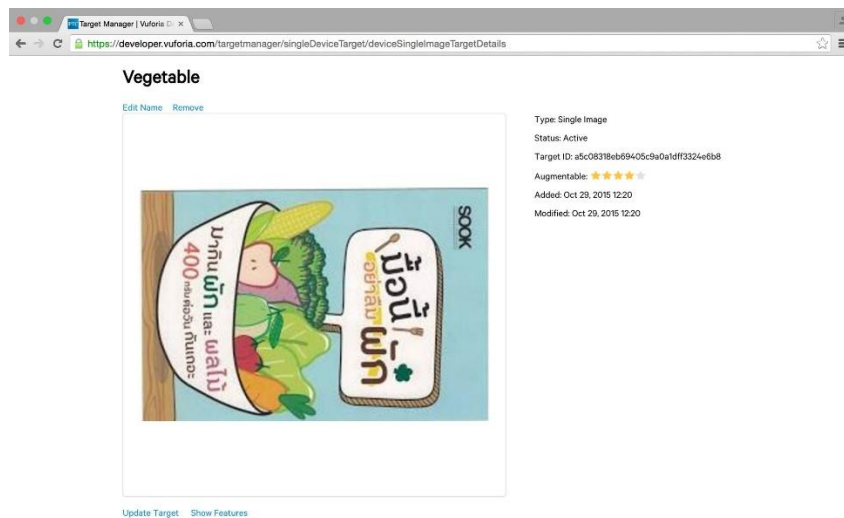 Target Manager | Vuforia De
https://developer.vuforia.com/targetmanager/singleDeviceTarget/deviceSingleImageTargetDetails
Vegetable
Edit Name Remove
SOOK
มื้อนี้
อย่าลืม
ผัก
มากินผัก และ ผลไม้
400 กรัมต่อวัน กันเถอะ
Type: Single Image
Status: Active
Target ID: a5c08318eb69405c9a0a1dff3324e6b8
Augmentable:
Added: Oct 29, 2015 12:20
Modified: Oct 29, 2015 12:20
Update Target Show Features